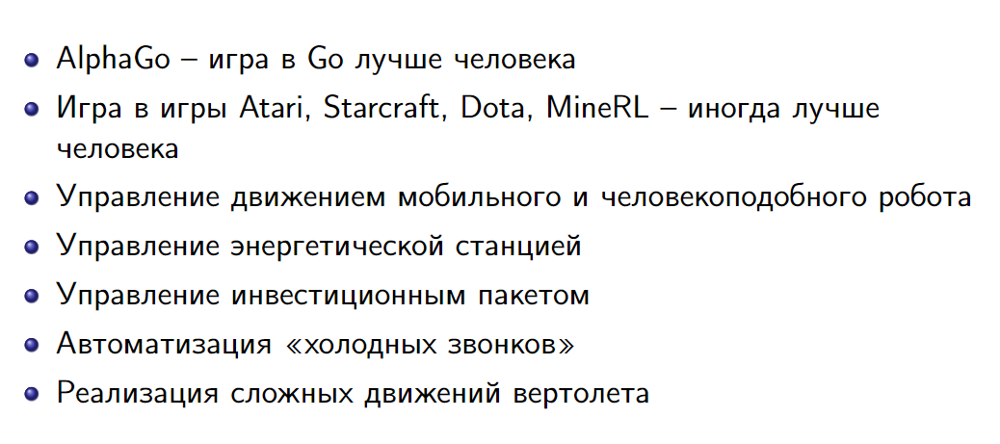 AlphaGo – игра в Go лучше человека
Игра в игры Atari, Starcraft, Dota, MineRL – иногда лучше
человека
Управление движением мобильного и человекоподобного робота
Управление энергетической станцией
Управление инвестиционным пакетом
Автоматизация «холодных звонков»
Реализация сложных движений вертолета